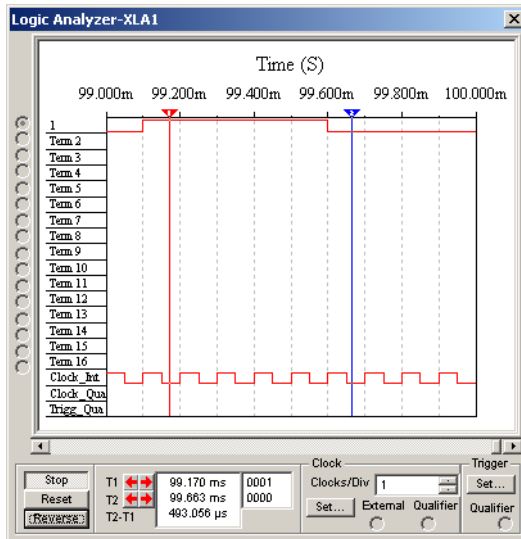 Logic Analyzer-XLA1
Time (S)
99.000m 99.200m 99.400m 99.600m 99.800m 100.000m
1 2
1
Term 2
Term 3
Term 4
Term 5
Term 6
Term 7
Term 8
Term 9
Term 10
Term 11
Term 12
Term 13
Term 14
Term 15
Term 16
Clock_Int
Clock_Qua
Trigg_Qua
Stop
Reset
Reverse
T1 99.170 ms 0001
T2 99.663 ms 0000
T2-T1 493.056 µs
Clock
Clocks/Div 1
Set... External Qualifier
Trigger
Set...
Qualifier